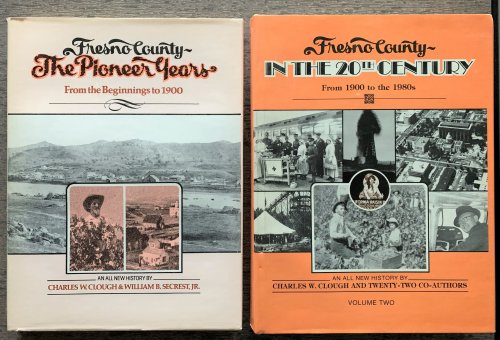 Fresno County~
The Pioneer Years
From the Beginnings to 1900
AN ALL NEW HISTORY BY
CHARLES W. CLOUGH & WILLIAM B. SECREST, JR.
Fresno County~
IN THE 20TH CENTURY
From 1900 to the 1980s
AN ALL NEW HISTORY BY
CHARLES W. CLOUGH AND TWENTY-TWO CO-AUTHORS
VOLUME TWO